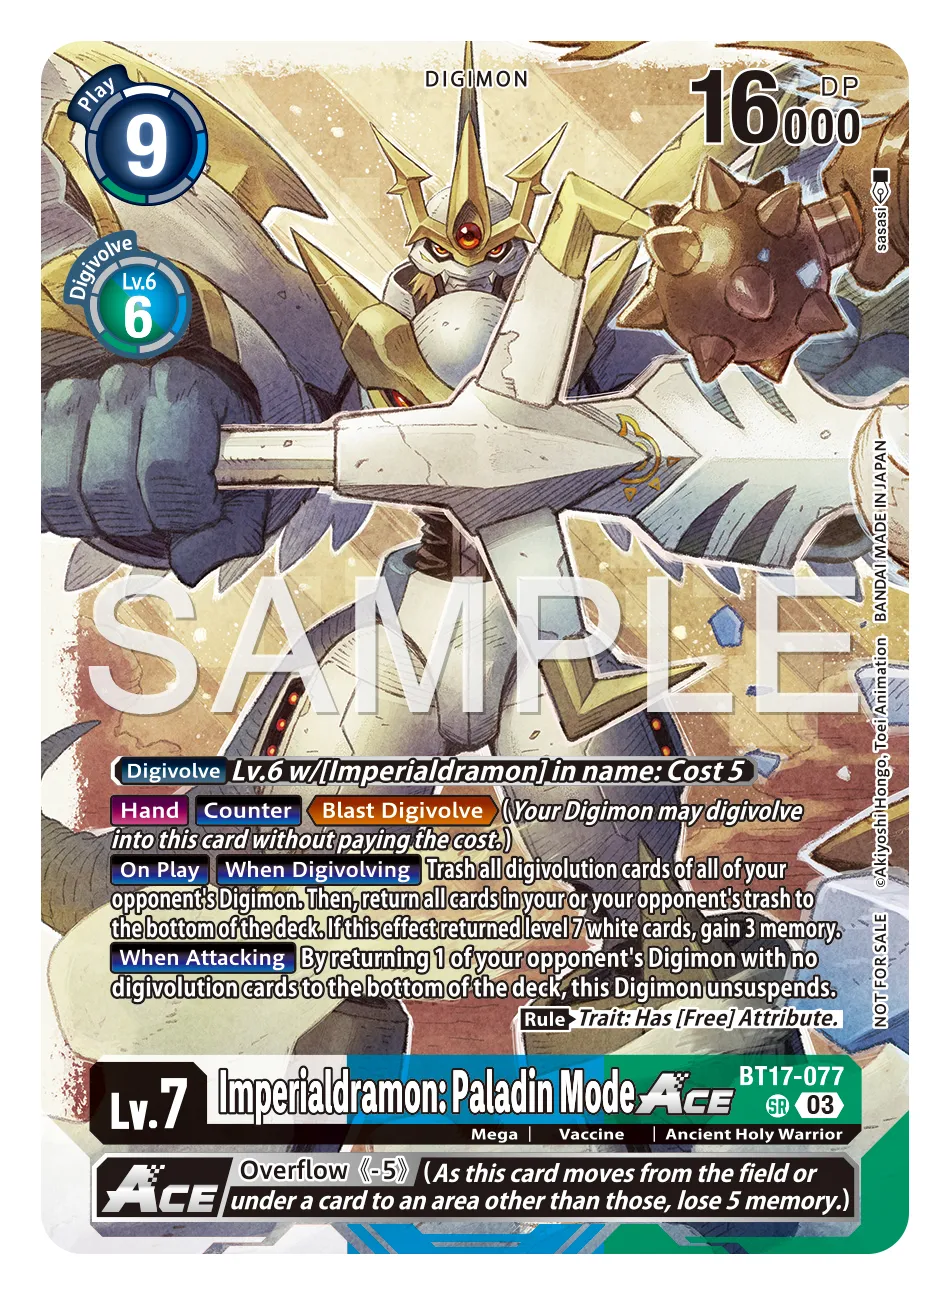 DIGIMON
Play
9
16000 DP
Digivolve
Lv.6
6
sasasi
BANDAI MADE IN JAPAN
©Akiyoshi Hongo, Toei Animation
NOT FOR SALE
SAMPLE
Digivolve Lv.6 w/[Imperialdramon] in name: Cost 5
Hand Counter Blast Digivolve (Your Digimon may digivolve
into this card without paying the cost.)
On Play When Digivolving Trash all digivolution cards of all of your
opponent's Digimon. Then, return all cards in your or your opponent's trash to
the bottom of the deck. If this effect returned level 7 white cards, gain 3 memory.
When Attacking By returning 1 of your opponent's Digimon with no
digivolution cards to the bottom of the deck, this Digimon unsuspends.
Rule Trait: Has [Free] Attribute.
Lv.7
Imperialdramon: Paladin Mode ACE
BT17-077
SR 03
Mega | Vaccine | Ancient Holy Warrior
ACE
Overflow《-5》 (As this card moves from the field or
under a card to an area other than those, lose 5 memory.)